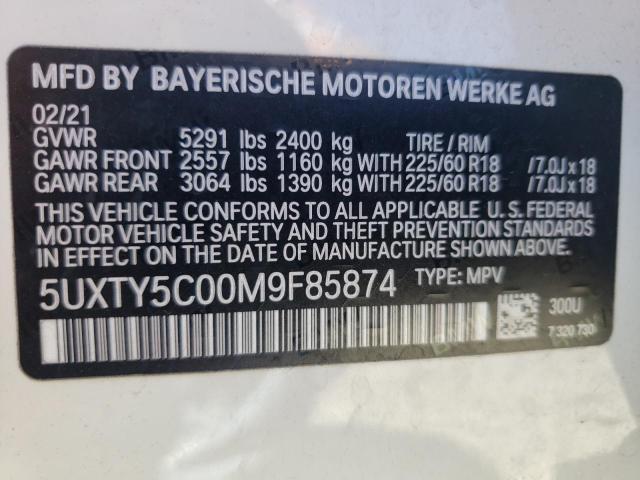 MFD BY BAYERISCHE MOTOREN WERKE AG
02/21
GVWR 5291 lbs 2400 kg TIRE / RIM
GAWR FRONT 2557 lbs 1160 kg WITH 225/60 R18 /7.0J x 18
GAWR REAR 3064 lbs 1390 kg WITH 225/60 R18 /7.0J x 18
THIS VEHICLE CONFORMS TO ALL APPLICABLE U. S. FEDERAL
MOTOR VEHICLE SAFETY AND THEFT PREVENTION STANDARDS
IN EFFECT ON THE DATE OF MANUFACTURE SHOWN ABOVE.
5UXTY5C00M9F85874 TYPE: MPV
300U
7 320 730